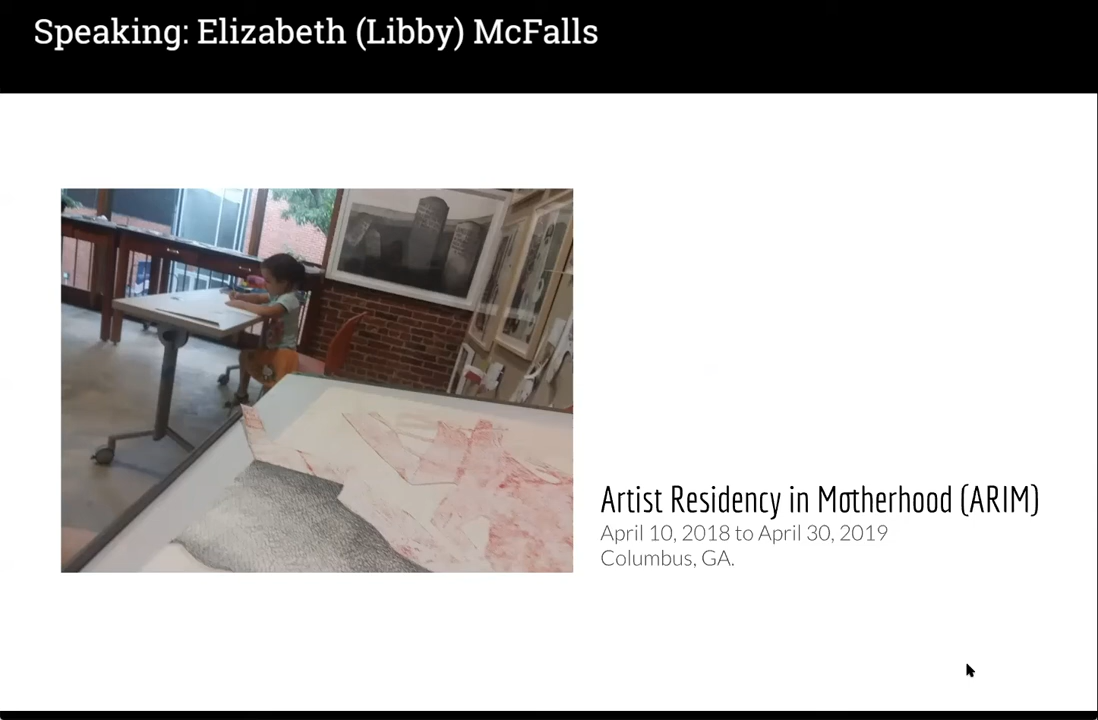 Speaking: Elizabeth (Libby) McFalls
Artist Residency in Motherhood (ARIM)
April 10, 2018 to April 30, 2019
Columbus, GA.